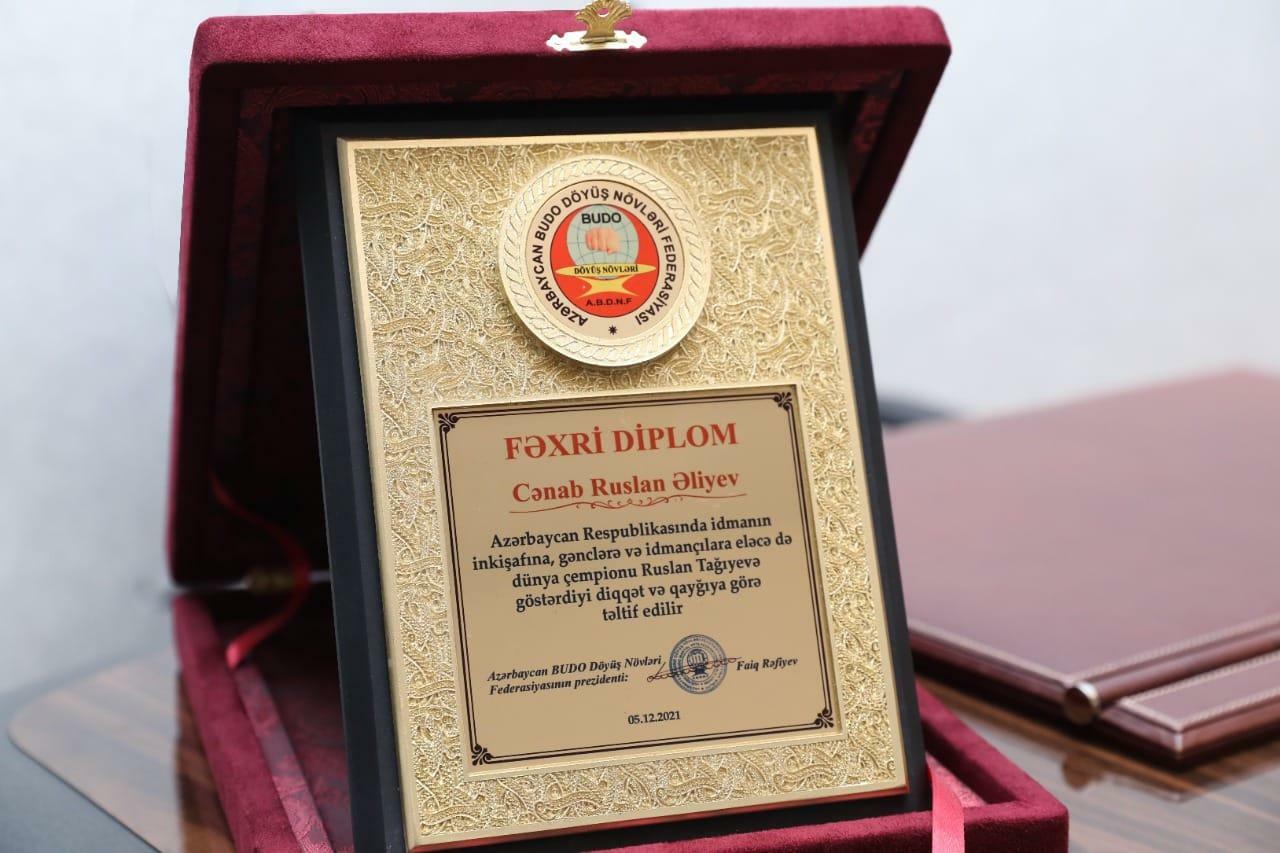 AZƏRBAYCAN BUDO DÖYÜŞ NÖVLƏRİ FEDERASİYASI
BUDO
DÖYÜŞ NÖVLƏRİ
A.B.D.N.F
FƏXRİ DİPLOM
Cənab Ruslan Əliyev
Azərbaycan Respublikasında idmanın
inkişafına, gənclərə və idmançılara eləcə də
dünya çempionu Ruslan Tağıyevə
göstərdiyi diqqət və qayğıya görə
təltif edilir
Azərbaycan BUDO Döyüş Növləri
Federasiyasının prezidenti: Faiq Rəfiyev
05.12.2021